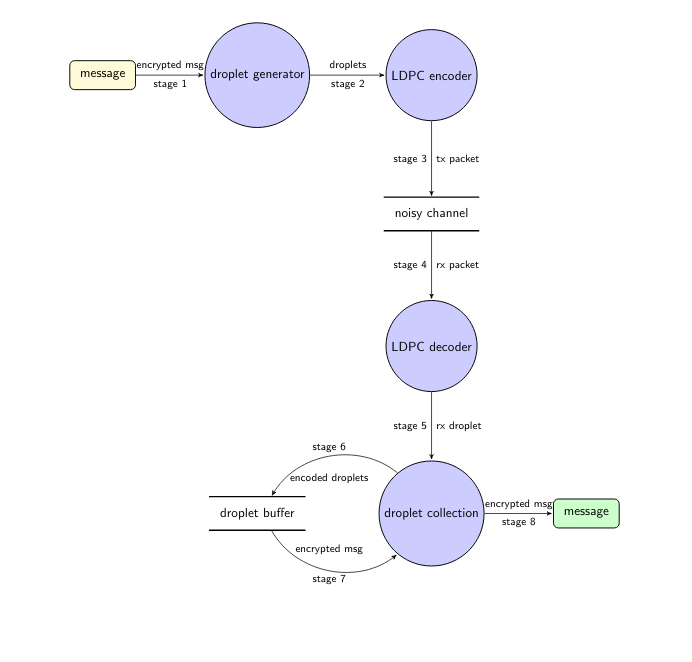 message
encrypted msg
stage 1
droplet generator
droplets
stage 2
LDPC encoder
stage 3
tx packet
noisy channel
stage 4
rx packet
LDPC decoder
stage 5
rx droplet
stage 6
encoded droplets
droplet buffer
encrypted msg
stage 7
droplet collection
encrypted msg
stage 8
message